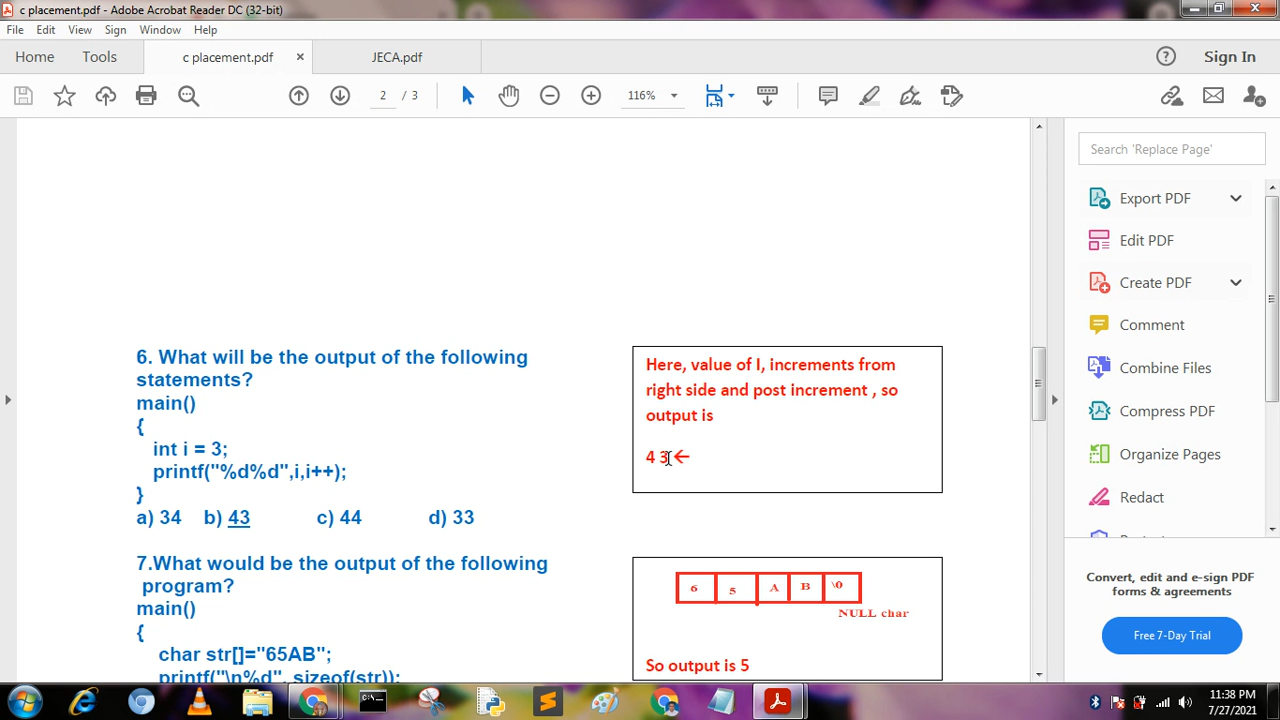 c placement.pdf - Adobe Acrobat Reader DC (32-bit)
File Edit View Sign Window Help
Home Tools c placement.pdf × JECA.pdf ? Sign In
2 / 3 116%
Search 'Replace Page'
Export PDF
Edit PDF
Create PDF
Comment
Combine Files
Compress PDF
Organize Pages
Redact
Convert, edit and e-sign PDF
forms & agreements
Free 7-Day Trial
6. What will be the output of the following
statements?
main()
{
int i = 3;
printf("%d%d",i,i++);
}
a) 34 b) 43 c) 44 d) 33
Here, value of I, increments from
right side and post increment , so
output is
4 3←
7.What would be the output of the following
program?
main()
{
char str[]="65AB";
printf("\n%d", sizeof(str));
6 5 A B \0
NULL char
So output is 5
11:38 PM
7/27/2021